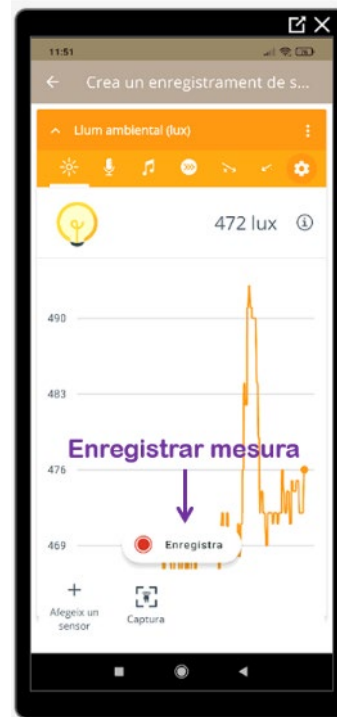 11:51
Crea un enregistrament de s...
Llum ambiental (lux)
472 lux
490
483
Enregistrar mesura
476
469
Enregistra
Afegeix un
sensor
Captura